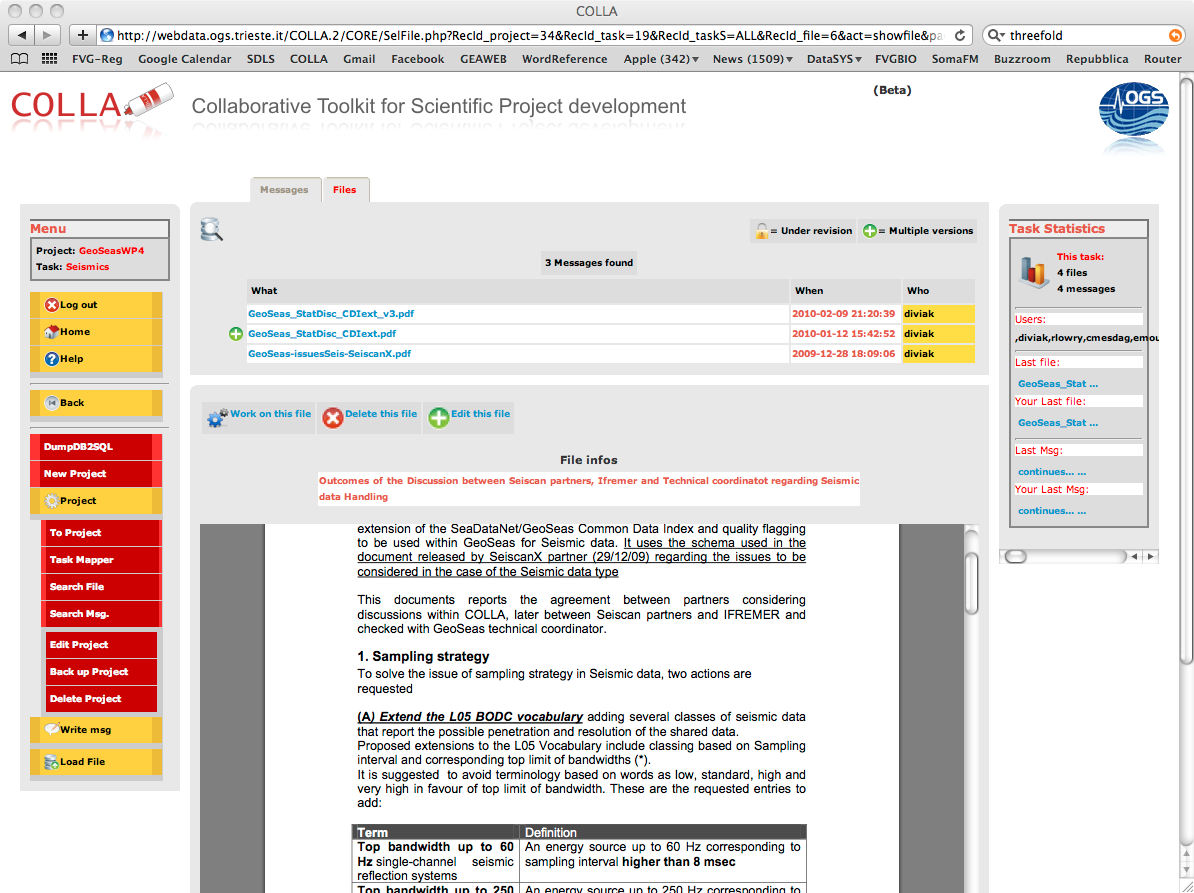 COLLA
http://webdata.ogs.trieste.it/COLLA.2/CORE/SelFile.php?RecId_project=34&RecId_task=19&RecId_taskS=ALL&RecId_file=6&act=showfile&pa
threefold
FVG-Reg Google Calendar SDLS COLLA Gmail Facebook GEAWEB WordReference Apple (342)▾ News (1509)▾ DataSYS▾ FVGBIO SomaFM Buzzroom Repubblica Router
COLLA
Collaborative Toolkit for Scientific Project development
(Beta)
OGS
Messages Files
Menu
Project: GeoSeasWP4
Task: Seismics
Log out
Home
Help
Back
DumpDB2SQL
New Project
Project
To Project
Task Mapper
Search File
Search Msg.
Edit Project
Back up Project
Delete Project
Write msg
Load File
= Under revision = Multiple versions
3 Messages found
What When Who
GeoSeas_StatDisc_CDIext_v3.pdf 2010-02-09 21:20:39 diviak
GeoSeas_StatDisc_CDIext.pdf 2010-01-12 15:42:52 diviak
GeoSeas-issuesSeis-SeiscanX.pdf 2009-12-28 18:09:06 diviak
Work on this file Delete this file Edit this file
File infos
Outcomes of the Discussion between Seiscan partners, Ifremer and Technical coordinatot regarding Seismic
data Handling
extension of the SeaDataNet/GeoSeas Common Data Index and quality flagging
to be used within GeoSeas for Seismic data. It uses the schema used in the
document released by SeiscanX partner (29/12/09) regarding the issues to be
considered in the case of the Seismic data type
This documents reports the agreement between partners considering
discussions within COLLA, later between Seiscan partners and IFREMER and
checked with GeoSeas technical coordinator.
1. Sampling strategy
To solve the issue of sampling strategy in Seismic data, two actions are
requested
(A) Extend the L05 BODC vocabulary adding several classes of seismic data
that report the possible penetration and resolution of the shared data.
Proposed extensions to the L05 Vocabulary include classing based on Sampling
interval and corresponding top limit of bandwidths (*).
It is suggested to avoid terminology based on words as low, standard, high and
very high in favour of top limit of bandwidth. These are the requested entries to
add:
Term Definition
Top bandwidth up to 60 An energy source up to 60 Hz corresponding to
Hz single-channel seismic sampling interval higher than 8 msec
reflection systems
Top bandwidth up to 250 An energy source up to 250 Hz corresponding to
Task Statistics
This task:
4 files
4 messages
Users:
,diviak,rlowry,cmesdag,emou
Last file:
GeoSeas_Stat ...
Your Last file:
GeoSeas_Stat ...
Last Msg:
continues... ...
Your Last Msg:
continues... ...